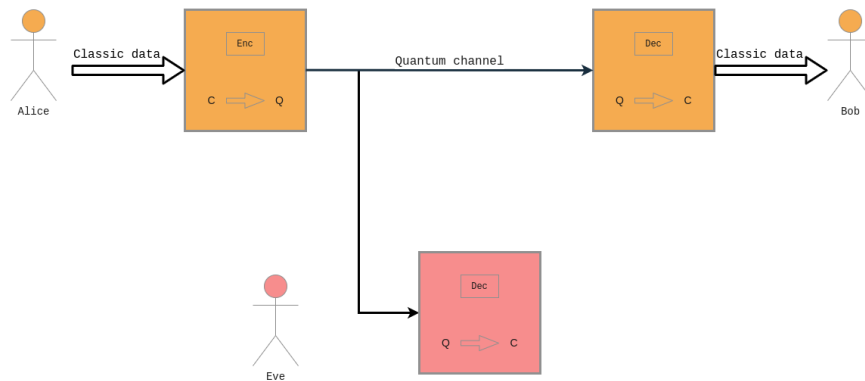 Classic data
Enc
C Q
Alice
Quantum channel
Dec
Q C
Classic data
Bob
Eve
Dec
Q C